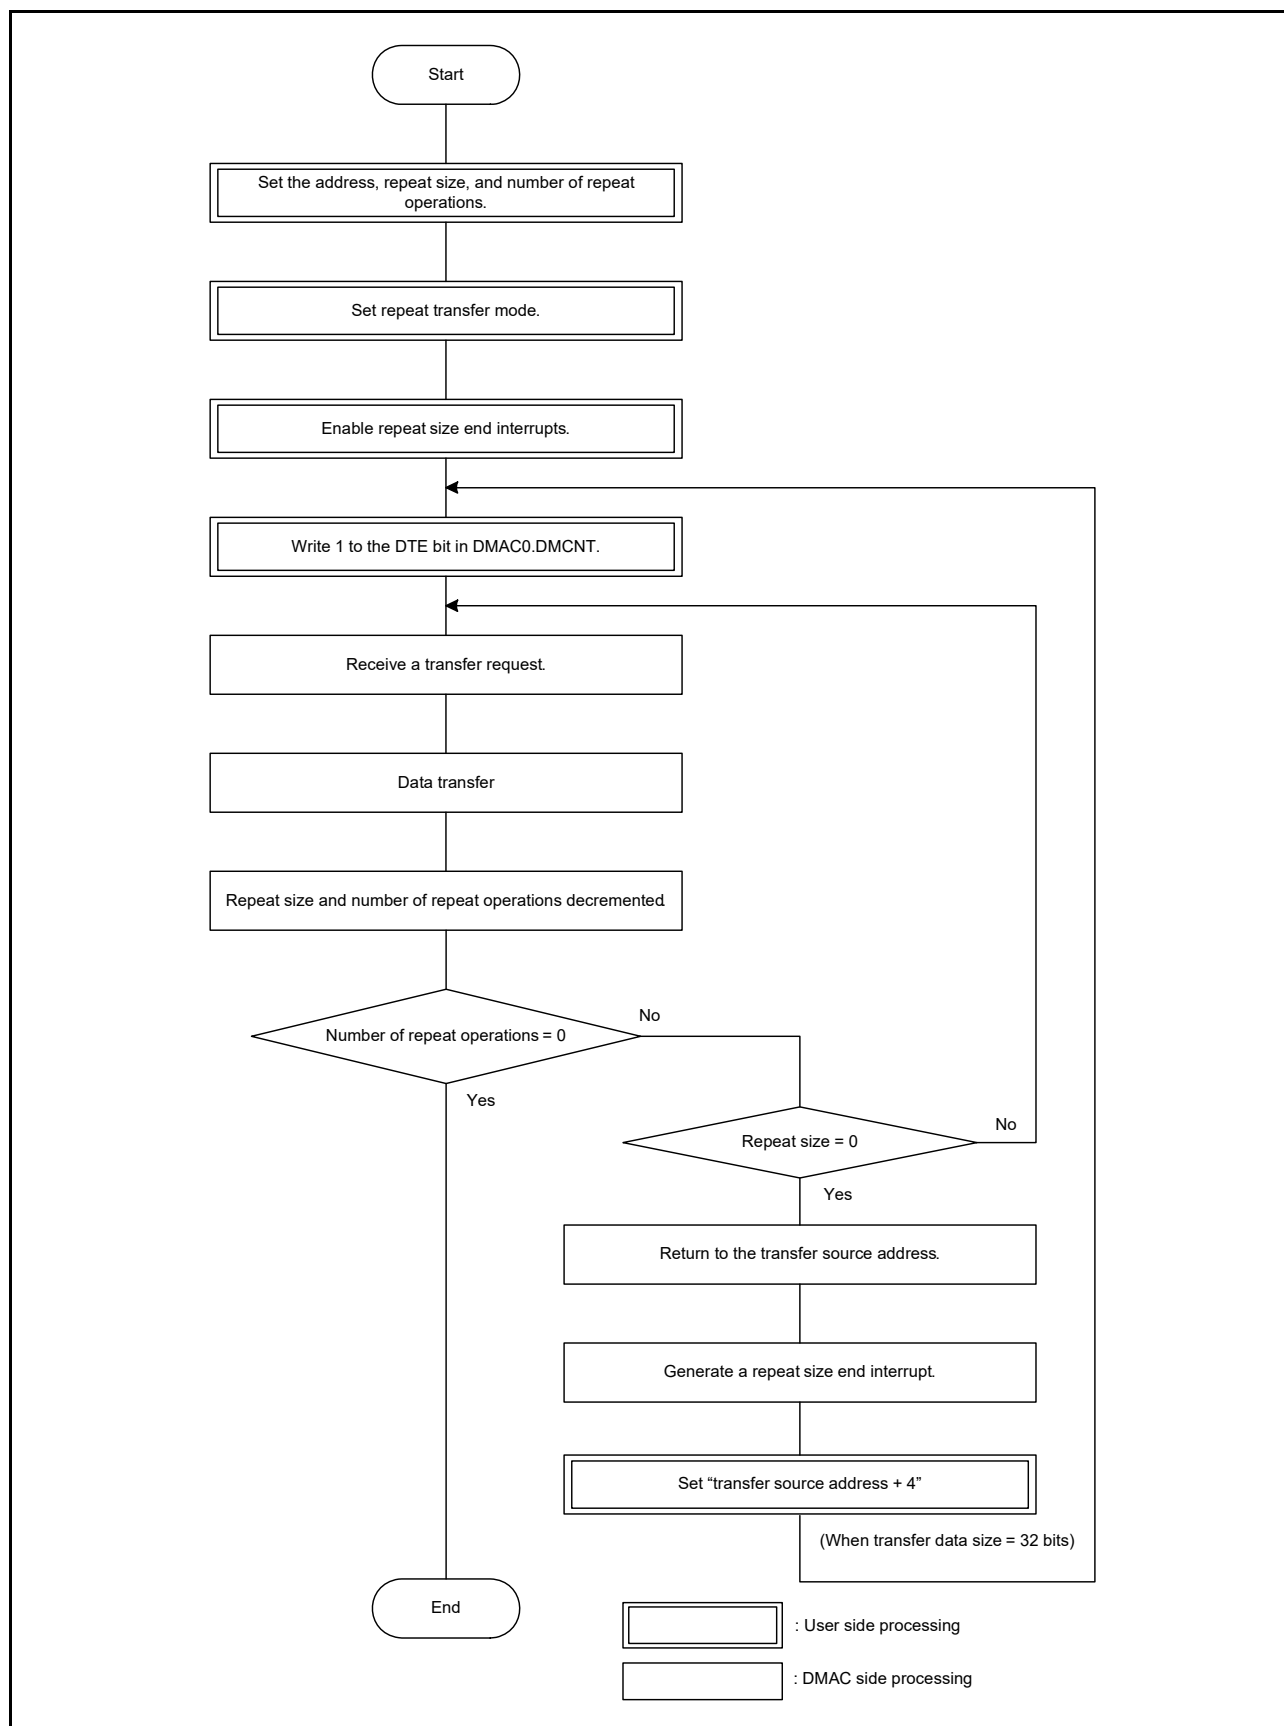 Start
Set the address, repeat size, and number of repeat
operations.
Set repeat transfer mode.
Enable repeat size end interrupts.
Write 1 to the DTE bit in DMAC0.DMCNT.
Receive a transfer request.
Data transfer
Repeat size and number of repeat operations decremented.
Number of repeat operations = 0
No
Yes
Repeat size = 0
No
Yes
Return to the transfer source address.
Generate a repeat size end interrupt.
Set “transfer source address + 4”
(When transfer data size = 32 bits)
End
: User side processing
: DMAC side processing